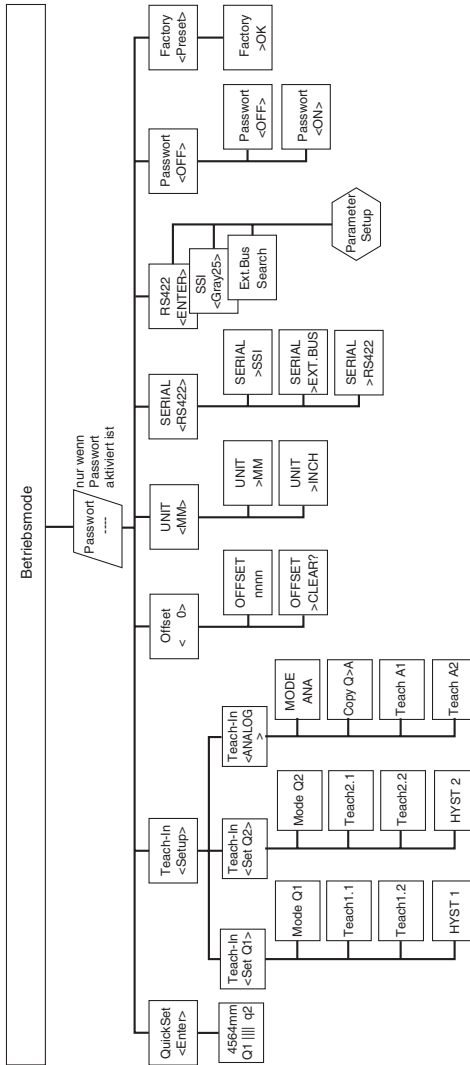 Betriebsmode
Passwort
----
nur wenn
Passwort
aktiviert ist
QuickSet
<Enter>
4564mm
Q1 |||| q2
Teach-In
<Setup>
Teach-In
<Set Q1>
Mode Q1
Teach1.1
Teach1.2
HYST 1
Teach-In
<Set Q2>
Mode Q2
Teach2.1
Teach2.2
HYST 2
Teach-In
<ANALOG
>
MODE
ANA
Copy Q>A
Teach A1
Teach A2
Offset
< 0>
OFFSET
nnnn
OFFSET
>CLEAR?
UNIT
<MM>
UNIT
>MM
UNIT
>INCH
SERIAL
<RS422>
SERIAL
>SSI
SERIAL
>EXT.BUS
SERIAL
>RS422
RS422
<ENTER>
SSI
<Gray25>
Ext.Bus
Search
Parameter
Setup
Passwort
<OFF>
Passwort
<OFF>
Passwort
<ON>
Factory
<Preset>
Factory
>OK